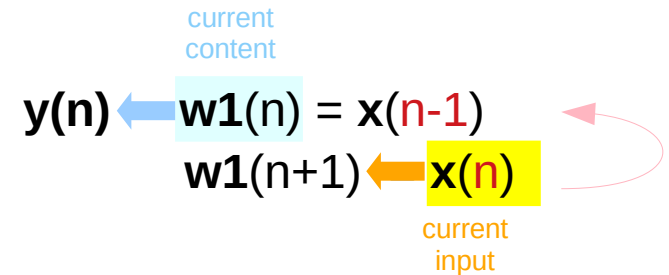 current
content
y(n) w1(n) = x(n-1)
w1(n+1) x(n)
current
input